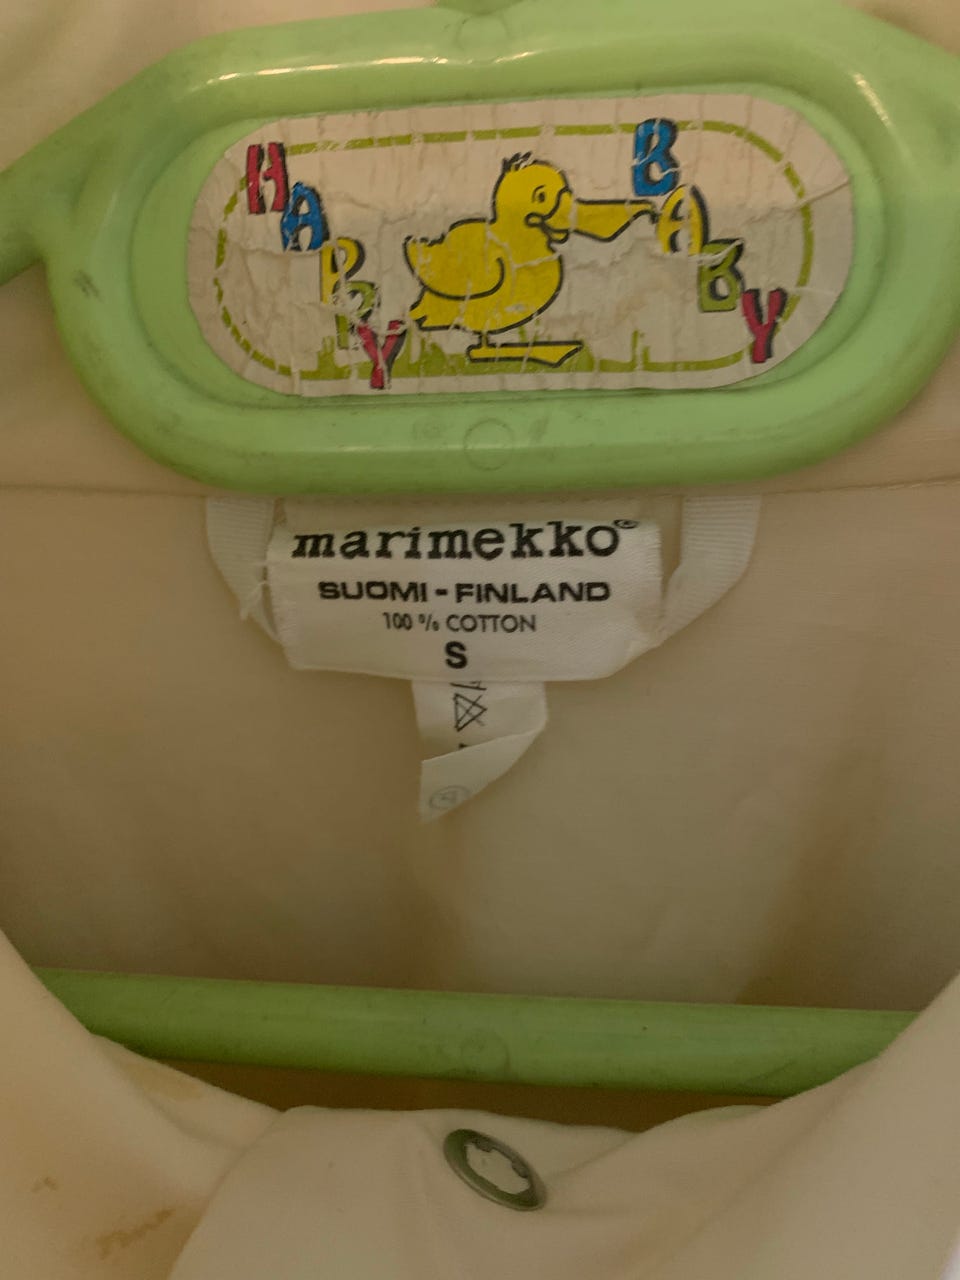 HAPPY BABY
marimekko®
SUOMI - FINLAND
100 % COTTON
S